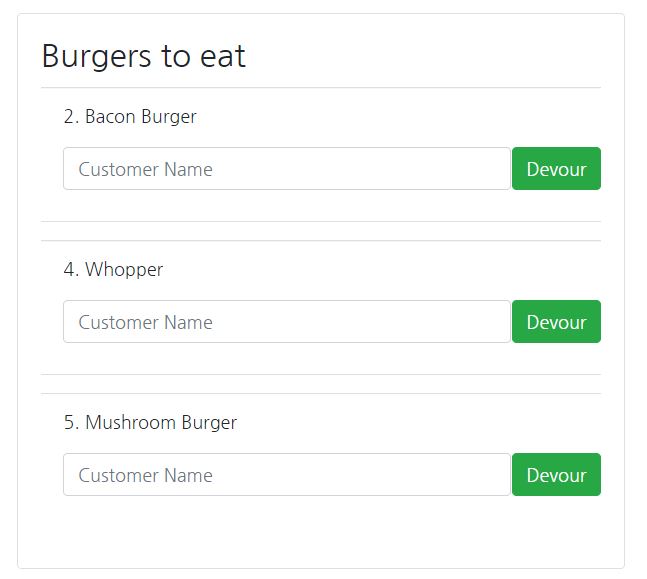 Burgers to eat
2. Bacon Burger
Customer Name Devour
4. Whopper
Customer Name Devour
5. Mushroom Burger
Customer Name Devour